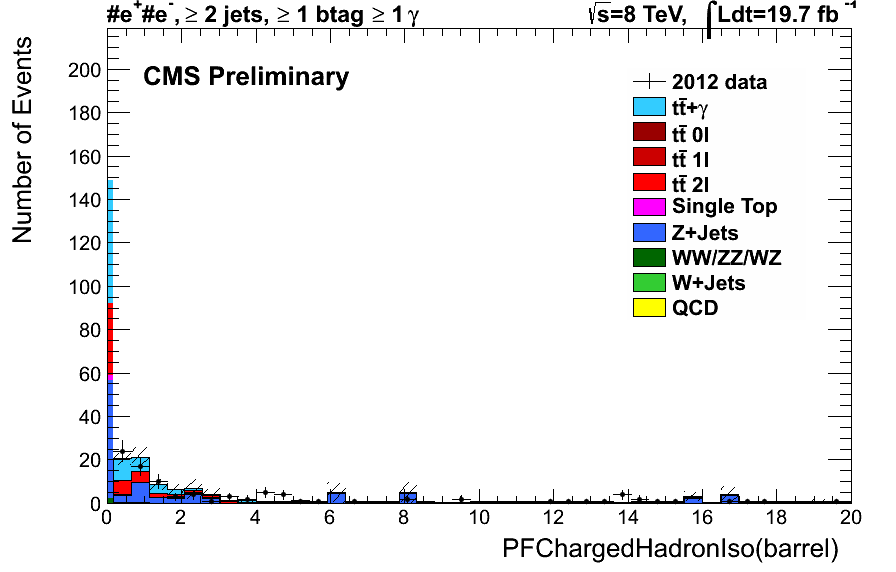 #e⁺#e⁻, ≥ 2 jets, ≥ 1 btag ≥ 1 γ
√s=8 TeV, ∫Ldt=19.7 fb⁻¹
CMS Preliminary
Number of Events
200
180
160
140
120
100
80
60
40
20
0
2012 data
tt̄+γ
tt̄ 0l
tt̄ 1l
tt̄ 2l
Single Top
Z+Jets
WW/ZZ/WZ
W+Jets
QCD
0 2 4 6 8 10 12 14 16 18 20
PFChargedHadronIso(barrel)